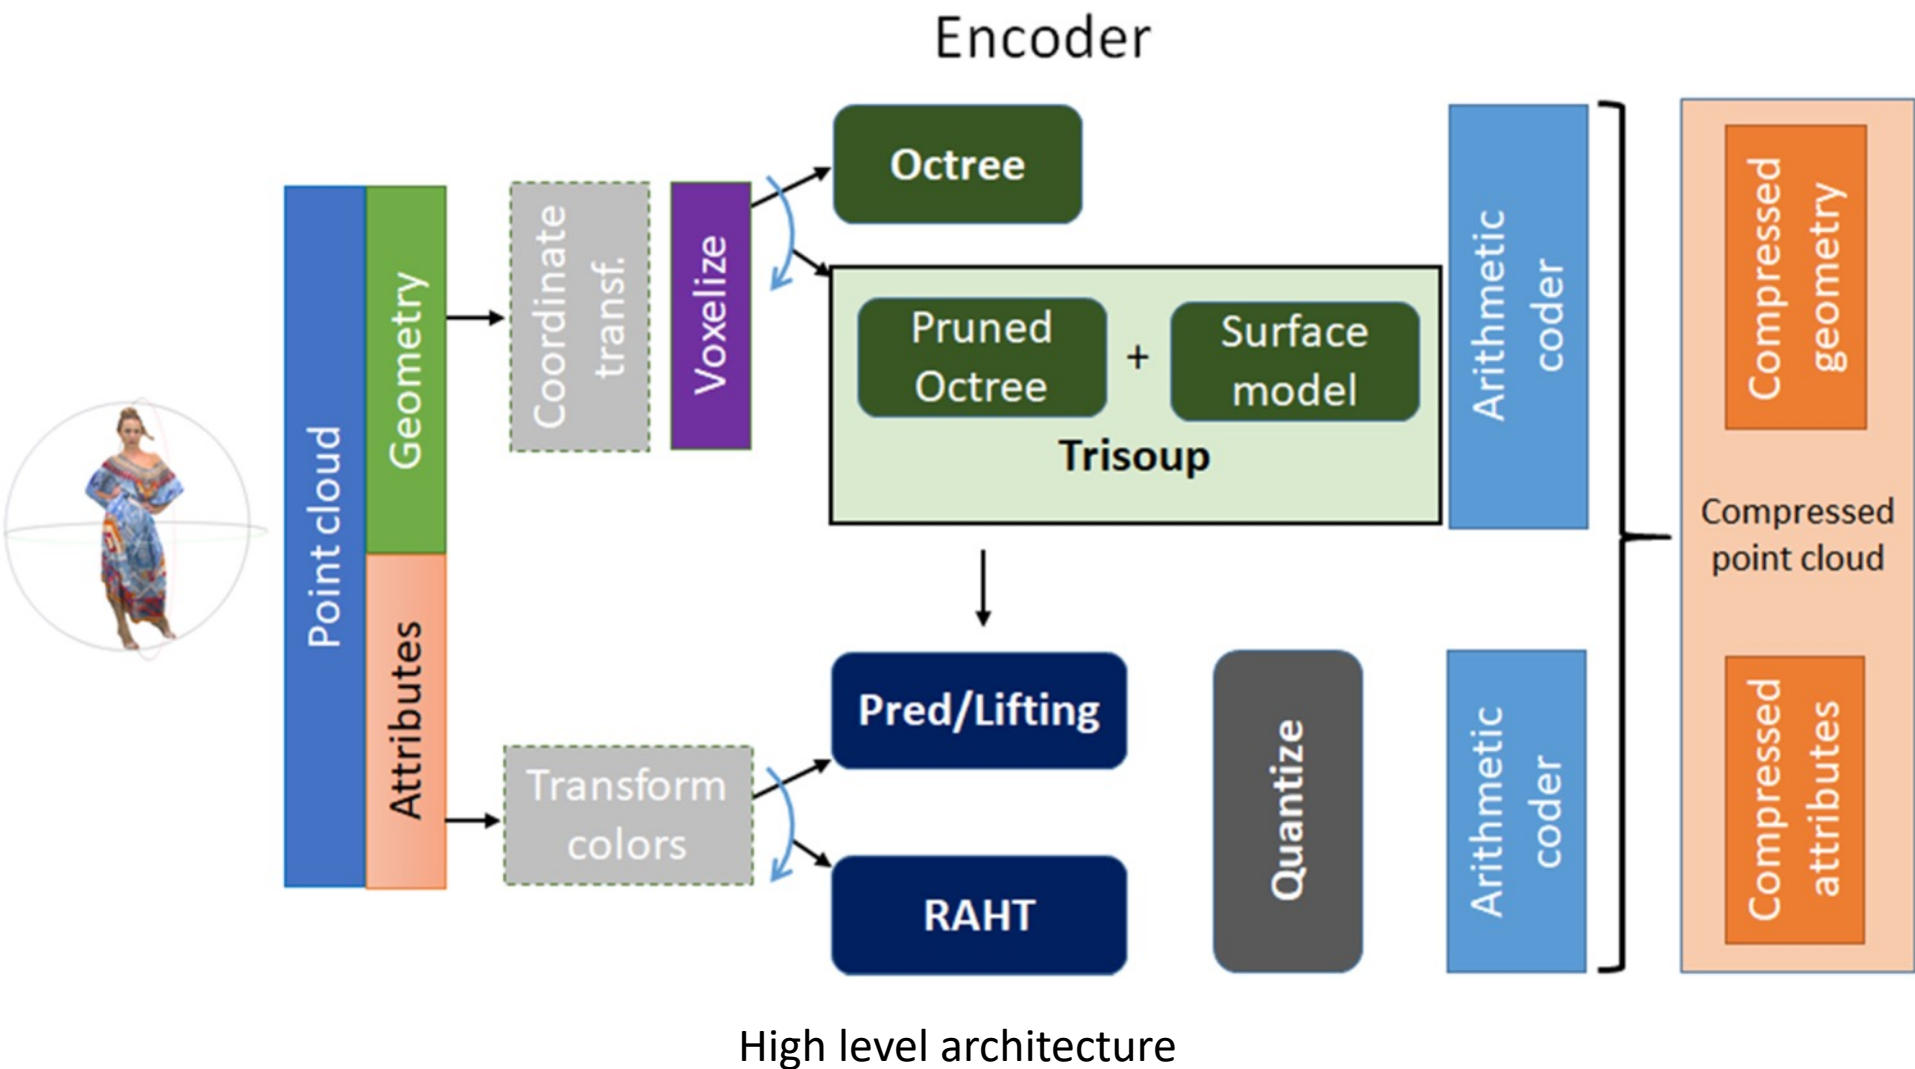 Encoder
Point cloud
Geometry
Attributes
Coordinate
transf.
Voxelize
Octree
Pruned
Octree
+
Surface
model
Trisoup
Arithmetic
coder
Transform
colors
Pred/Lifting
RAHT
Quantize
Arithmetic
coder
Compressed
geometry
Compressed
point cloud
Compressed
attributes
High level architecture